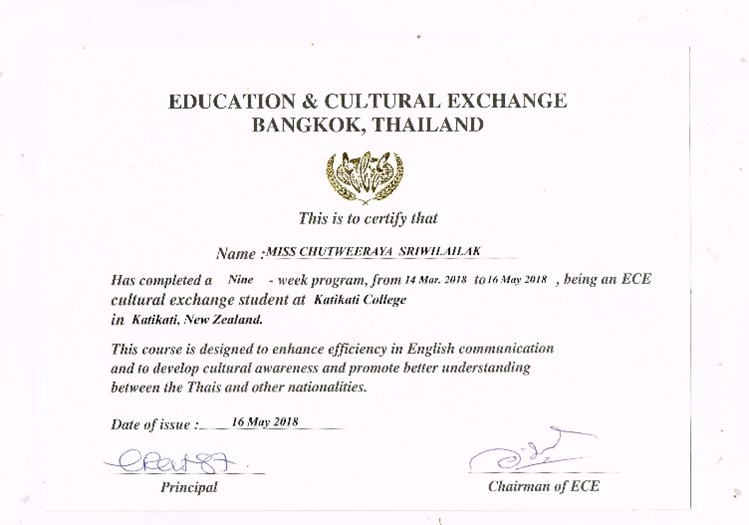 EDUCATION & CULTURAL EXCHANGE
BANGKOK, THAILAND
This is to certify that
Name : MISS CHUTWEERAYA SRIWILAILAK
Has completed a Nine - week program, from 14 Mar. 2018 to 16 May 2018 , being an ECE
cultural exchange student at Katikati College
in Katikati, New Zealand.
This course is designed to enhance efficiency in English communication
and to develop cultural awareness and promote better understanding
between the Thais and other nationalities.
Date of issue : 16 May 2018
Principal Chairman of ECE